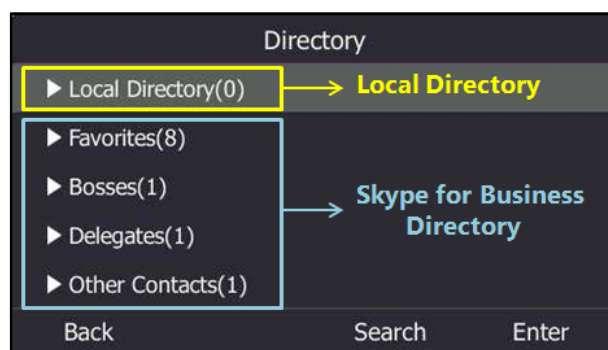 Directory
Local Directory(0)
Local Directory
Favorites(8)
Bosses(1)
Skype for Business
Directory
Delegates(1)
Other Contacts(1)
Back Search Enter